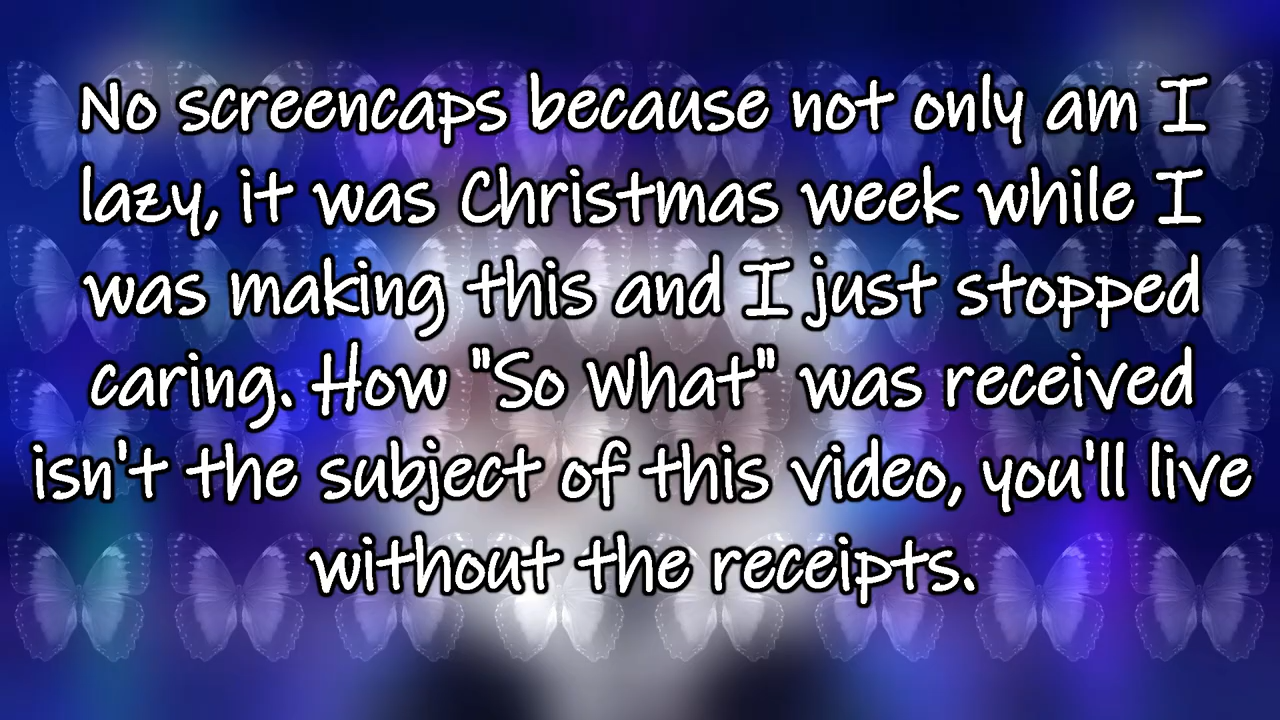 No screencaps because not only am I
lazy, it was Christmas week while I
was making this and I just stopped
caring. How "So What" was received
isn't the subject of this video, you'll live
without the receipts.